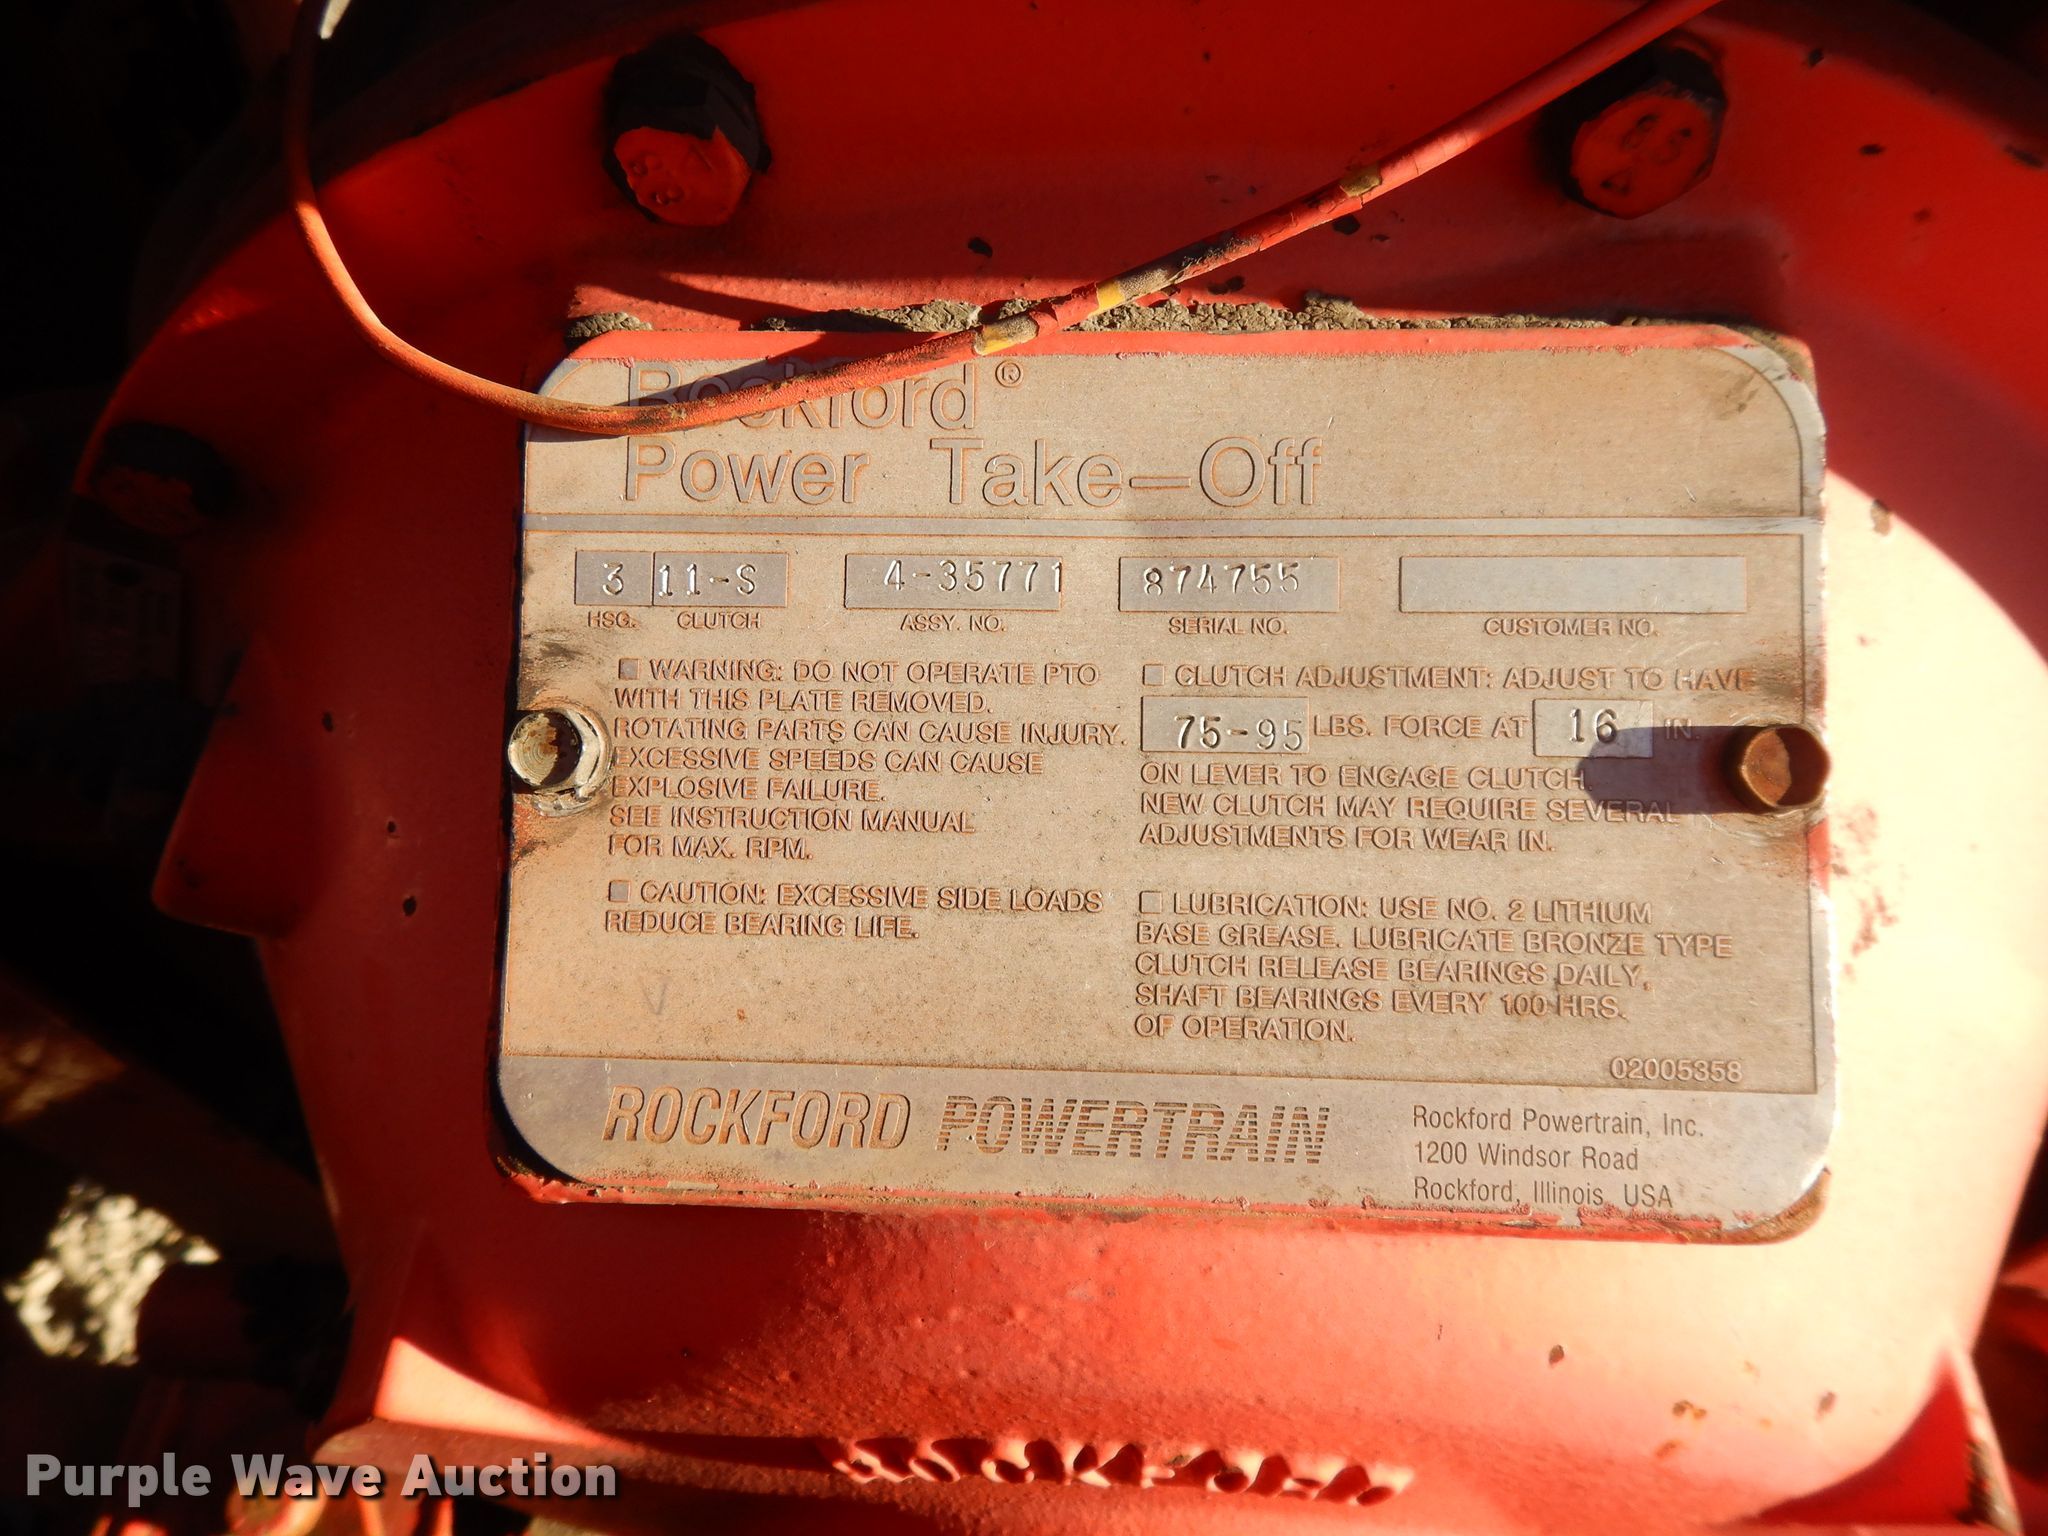 Rockford®
Power Take-Off
3 11-S 4-35771 874755
HSG. CLUTCH ASSY. NO. SERIAL NO. CUSTOMER NO.
WARNING: DO NOT OPERATE PTO
WITH THIS PLATE REMOVED.
ROTATING PARTS CAN CAUSE INJURY.
EXCESSIVE SPEEDS CAN CAUSE
EXPLOSIVE FAILURE.
SEE INSTRUCTION MANUAL
FOR MAX. RPM.
CAUTION: EXCESSIVE SIDE LOADS
REDUCE BEARING LIFE.
CLUTCH ADJUSTMENT: ADJUST TO HAVE
75-95 LBS. FORCE AT 16 IN.
ON LEVER TO ENGAGE CLUTCH.
NEW CLUTCH MAY REQUIRE SEVERAL
ADJUSTMENTS FOR WEAR IN.
LUBRICATION: USE NO. 2 LITHIUM
BASE GREASE. LUBRICATE BRONZE TYPE
CLUTCH RELEASE BEARINGS DAILY,
SHAFT BEARINGS EVERY 100 HRS.
OF OPERATION.
02005358
ROCKFORD POWERTRAIN
Rockford Powertrain, Inc.
1200 Windsor Road
Rockford, Illinois, USA
Rockford
Purple Wave Auction